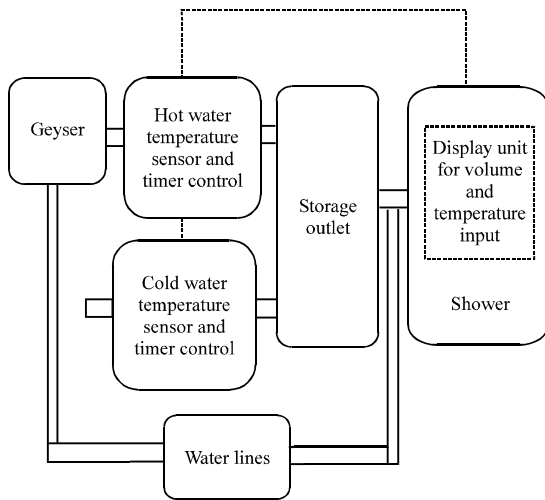 Geyser
Hot water
temperature
sensor and
timer control
Storage
outlet
Display unit
for volume
and
temperature
input
Shower
Cold water
temperature
sensor and
timer control
Water lines